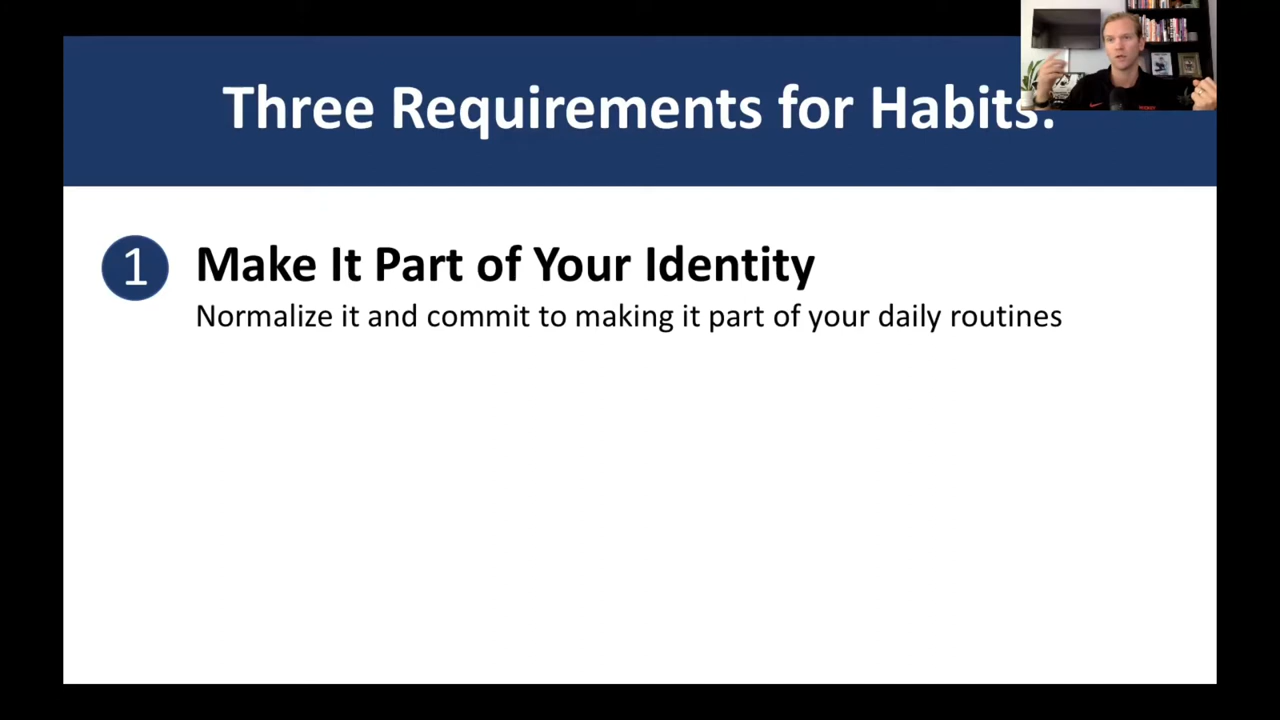 Three Requirements for Habits:
1
Make It Part of Your Identity
Normalize it and commit to making it part of your daily routines